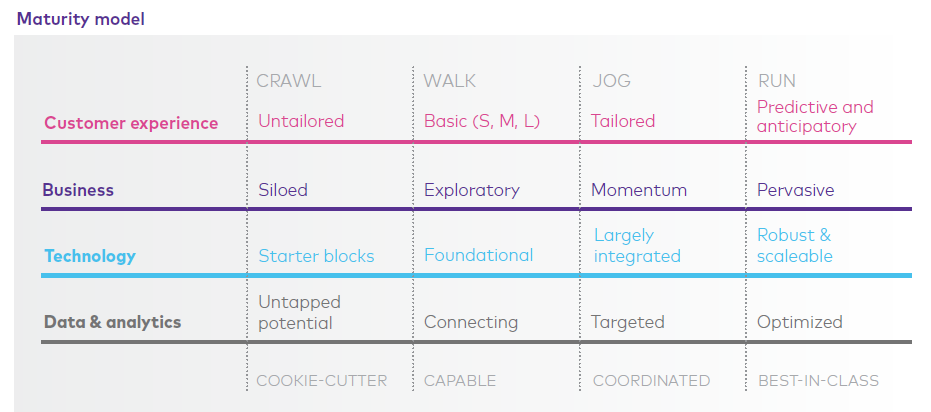 Maturity model
CRAWL WALK JOG RUN
Customer experience Untailored Basic (S, M, L) Tailored Predictive and
anticipatory
Business Siloed Exploratory Momentum Pervasive
Technology Starter blocks Foundational Largely
integrated Robust &
scaleable
Data & analytics Untapped
potential Connecting Targeted Optimized
COOKIE-CUTTER CAPABLE COORDINATED BEST-IN-CLASS